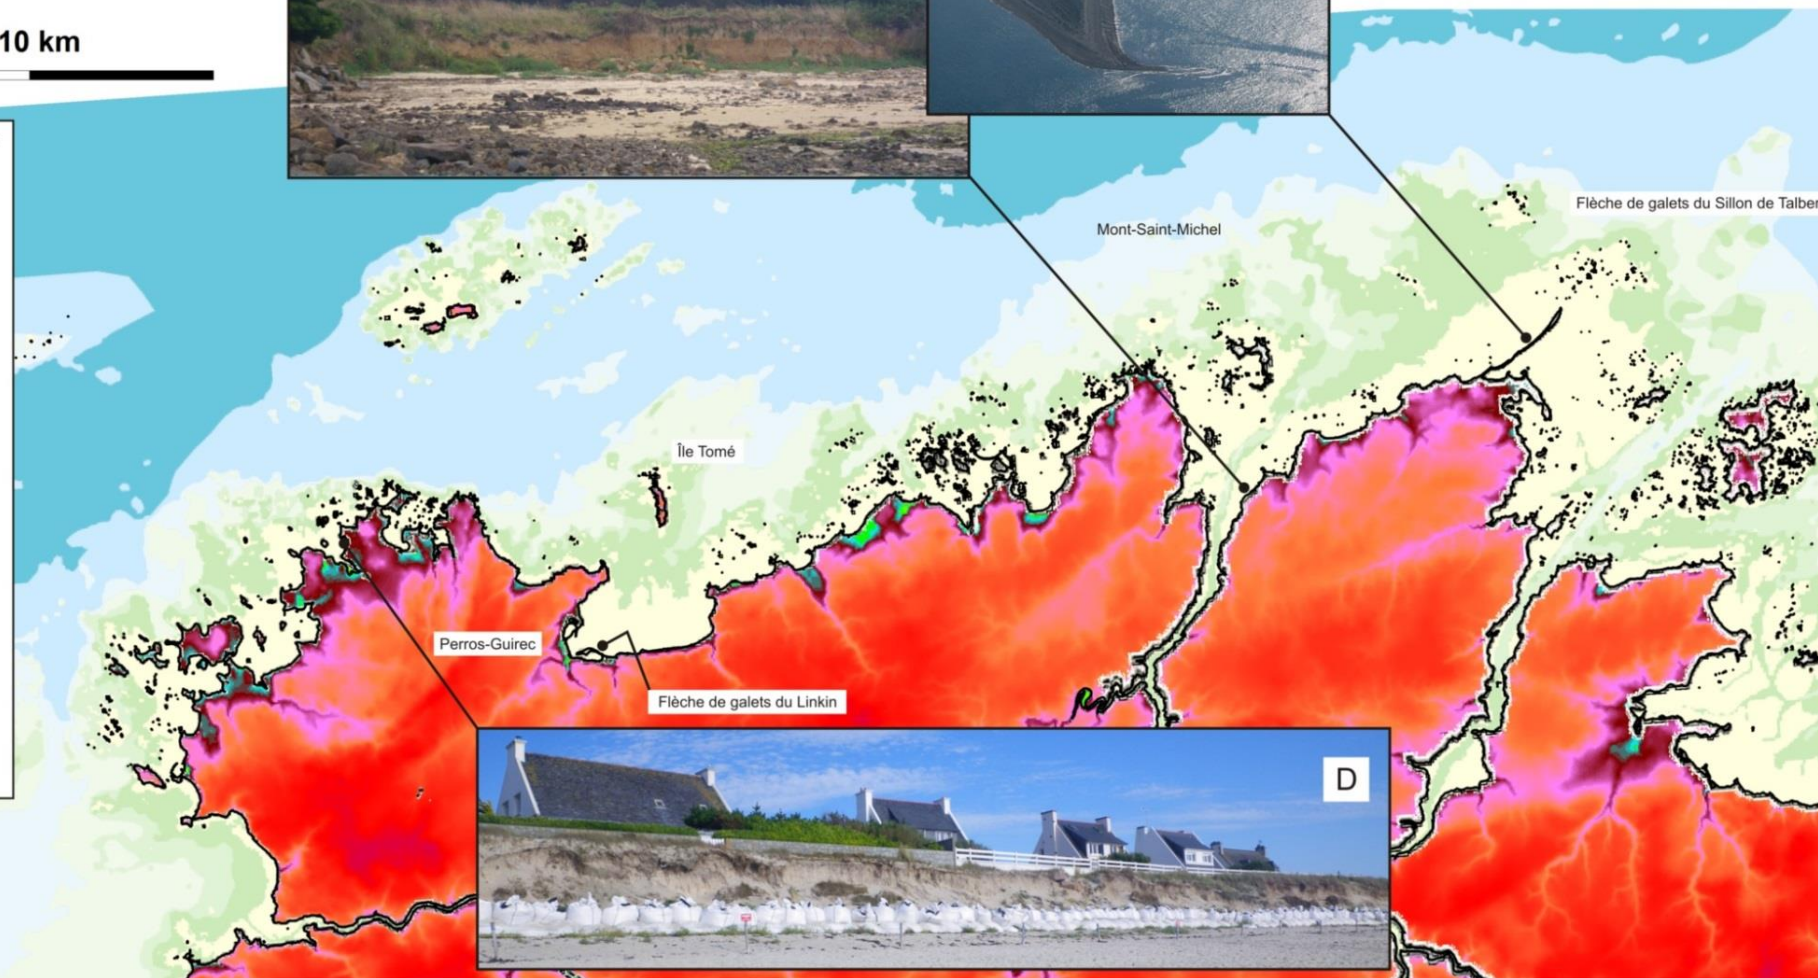 10 km
Flèche de galets du Sillon de Talber
Mont-Saint-Michel
Île Tomé
Perros-Guirec
Flèche de galets du Linkin
D